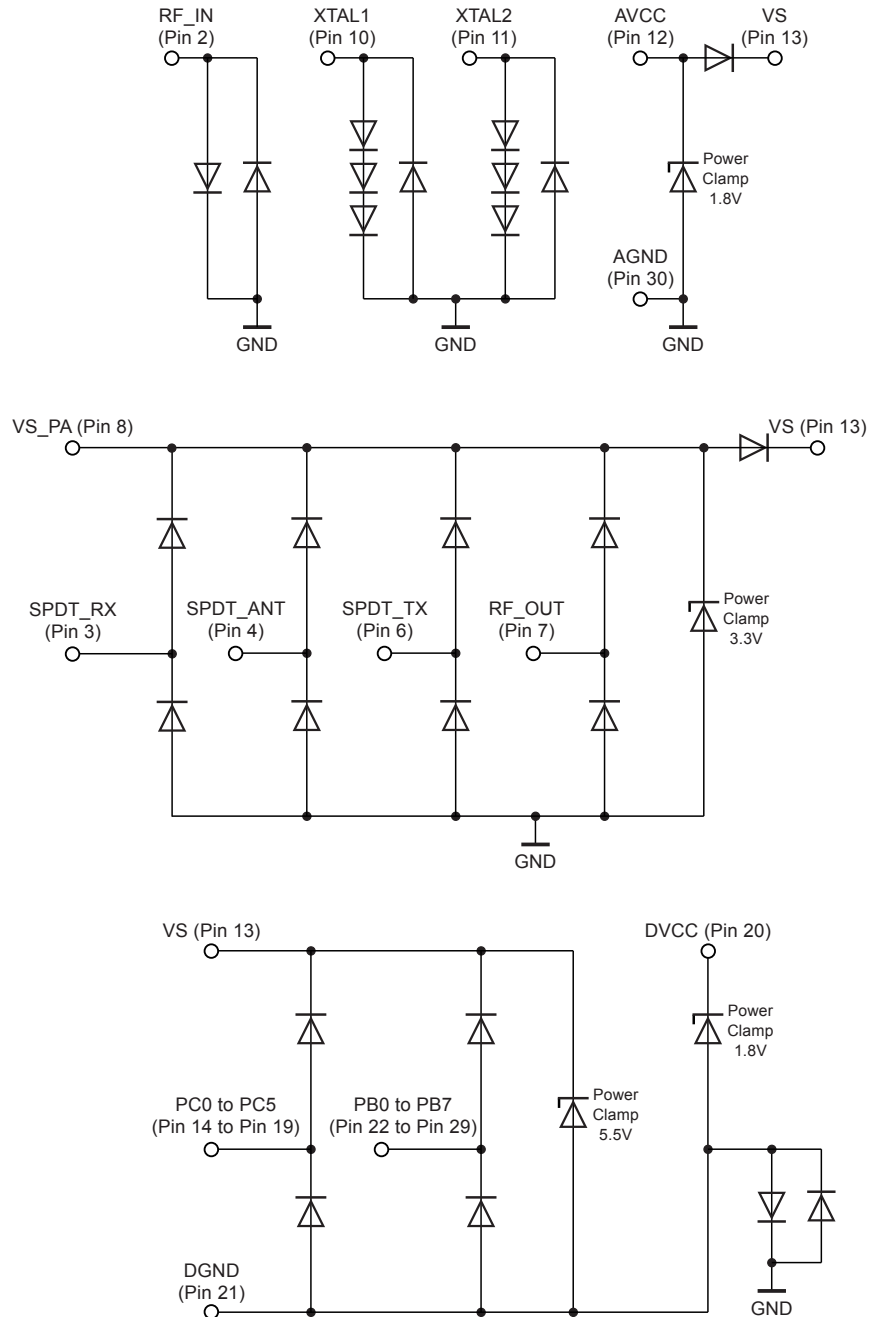 RF_IN
(Pin 2)
XTAL1
(Pin 10)
XTAL2
(Pin 11)
AVCC
(Pin 12)
VS
(Pin 13)
Power
Clamp
1.8V
AGND
(Pin 30)
GND
GND
GND
VS_PA (Pin 8)
VS (Pin 13)
SPDT_RX
(Pin 3)
SPDT_ANT
(Pin 4)
SPDT_TX
(Pin 6)
RF_OUT
(Pin 7)
Power
Clamp
3.3V
GND
VS (Pin 13)
DVCC (Pin 20)
Power
Clamp
1.8V
PC0 to PC5
(Pin 14 to Pin 19)
PB0 to PB7
(Pin 22 to Pin 29)
Power
Clamp
5.5V
DGND
(Pin 21)
GND